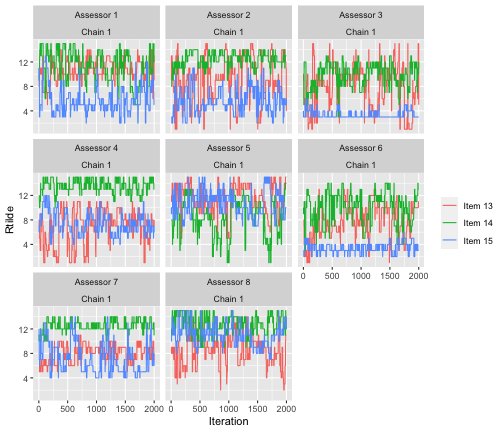 Assessor 1
Assessor 2
Assessor 3
Chain 1
Chain 1
Chain 1
12
8
4
Assessor 4
Assessor 5
Assessor 6
Chain 1
Chain 1
Chain 1
Rtilde
12
8
4
Item 13
Item 14
Item 15
0 500 1000 1500 2000
Assessor 7
Assessor 8
Chain 1
Chain 1
12
8
4
0 500 1000 1500 2000
0 500 1000 1500 2000
Iteration